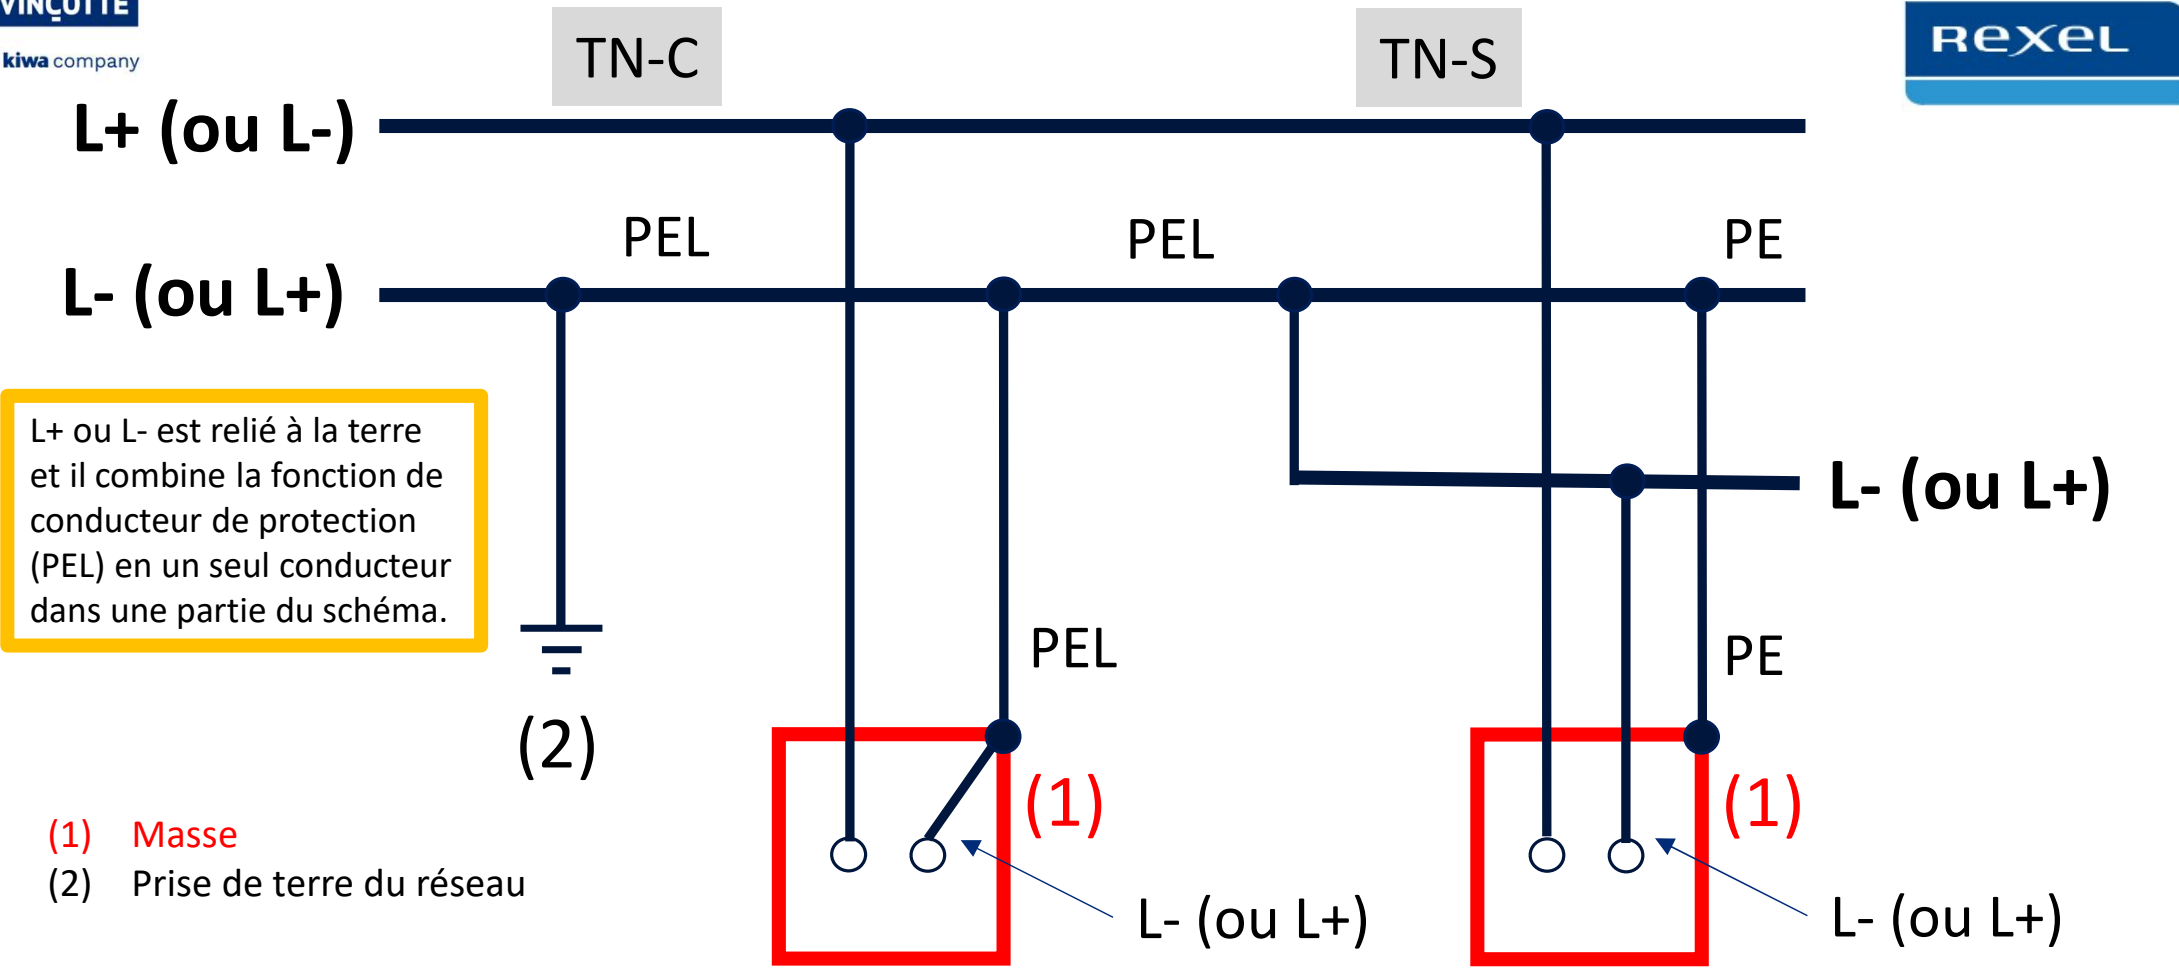 VINÇOTTE
kiwa company
TN-C
TN-S
Rexel
L+ (ou L-)
PEL
PEL
PE
L- (ou L+)
L+ ou L- est relié à la terre
et il combine la fonction de
conducteur de protection
(PEL) en un seul conducteur
dans une partie du schéma.
L- (ou L+)
PEL
PE
(2)
(1)
(1)
(1) Masse
(2) Prise de terre du réseau
L- (ou L+)
L- (ou L+)